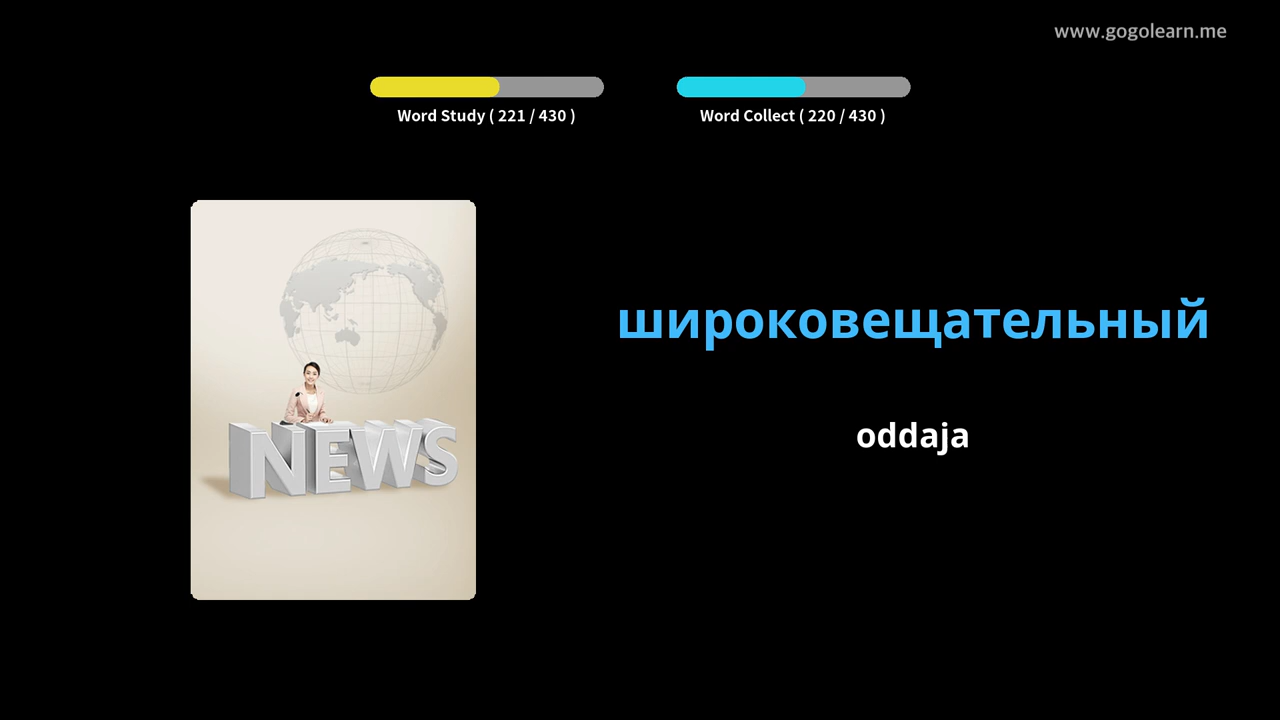 www.gogolearn.me
Word Study ( 221 / 430 )
Word Collect ( 220 / 430 )
NEWS
широковещательный
oddaja